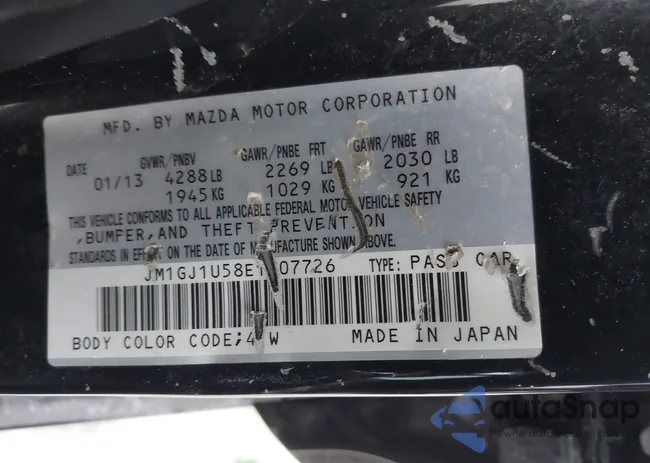 MFD. BY MAZDA MOTOR CORPORATION
DATE GVWR/PNBV GAWR/PNBE FRT GAWR/PNBE RR
01/13 4288 LB 2269 LB 2030 LB
1945 KG 1029 KG 921 KG
THIS VEHICLE CONFORMS TO ALL APPLICABLE FEDERAL MOTOR VEHICLE SAFETY
,BUMPER, AND THEFT PREVENTION
STANDARDS IN EFFECT ON THE DATE OF MANUFACTURE SHOWN ABOVE.
TYPE: PASS CAR
BODY COLOR CODE; MADE IN JAPAN
autoSnap